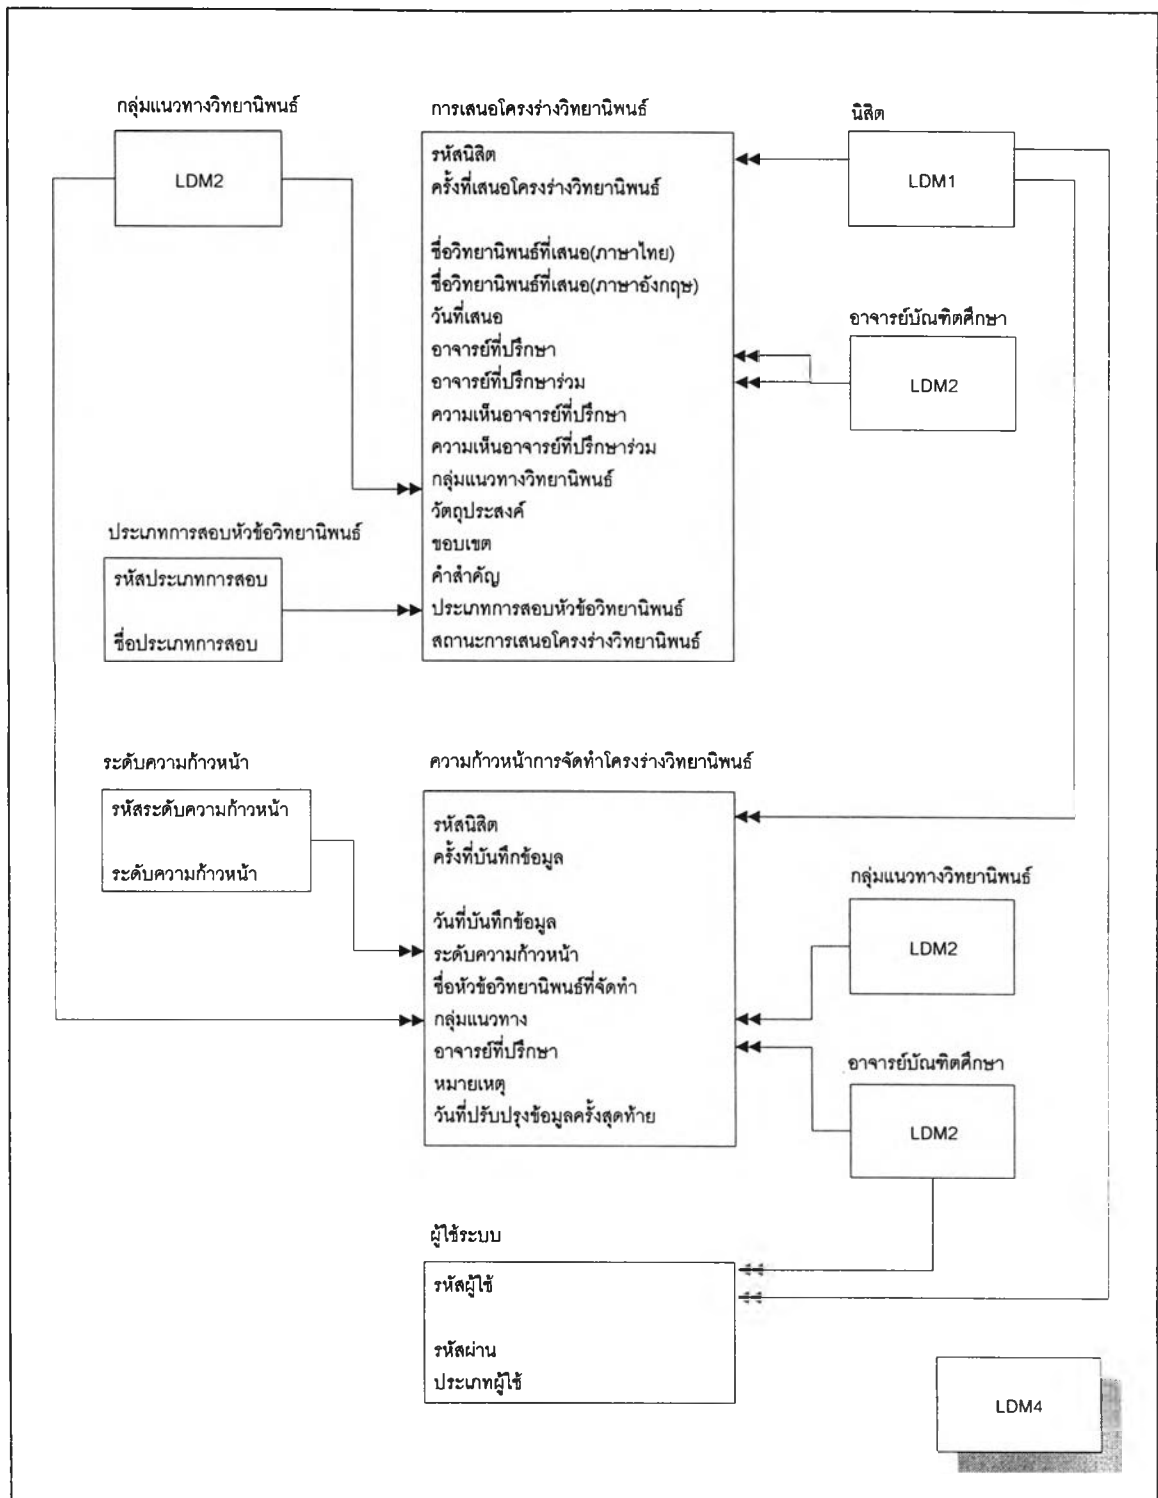 กลุ่มแนวทางวิทยานิพนธ์
LDM2
การเสนอโครงร่างวิทยานิพนธ์
รหัสนิสิต
ครั้งที่เสนอโครงร่างวิทยานิพนธ์
ชื่อวิทยานิพนธ์ที่เสนอ(ภาษาไทย)
ชื่อวิทยานิพนธ์ที่เสนอ(ภาษาอังกฤษ)
วันที่เสนอ
อาจารย์ที่ปรึกษา
อาจารย์ที่ปรึกษาร่วม
ความเห็นอาจารย์ที่ปรึกษา
ความเห็นอาจารย์ที่ปรึกษาร่วม
กลุ่มแนวทางวิทยานิพนธ์
วัตถุประสงค์
ขอบเขต
คำสำคัญ
ประเภทการสอบหัวข้อวิทยานิพนธ์
สถานะการเสนอโครงร่างวิทยานิพนธ์
นิสิต
LDM1
อาจารย์บัณฑิตศึกษา
LDM2
ประเภทการสอบหัวข้อวิทยานิพนธ์
รหัสประเภทการสอบ
ชื่อประเภทการสอบ
ระดับความก้าวหน้า
รหัสระดับความก้าวหน้า
ระดับความก้าวหน้า
ความก้าวหน้าการจัดทำโครงร่างวิทยานิพนธ์
รหัสนิสิต
ครั้งที่บันทึกข้อมูล
วันที่บันทึกข้อมูล
ระดับความก้าวหน้า
ชื่อหัวข้อวิทยานิพนธ์ที่จัดทำ
กลุ่มแนวทาง
อาจารย์ที่ปรึกษา
หมายเหตุ
วันที่ปรับปรุงข้อมูลครั้งสุดท้าย
กลุ่มแนวทางวิทยานิพนธ์
LDM2
อาจารย์บัณฑิตศึกษา
LDM2
ผู้ใช้ระบบ
รหัสผู้ใช้
รหัสผ่าน
ประเภทผู้ใช้
LDM4